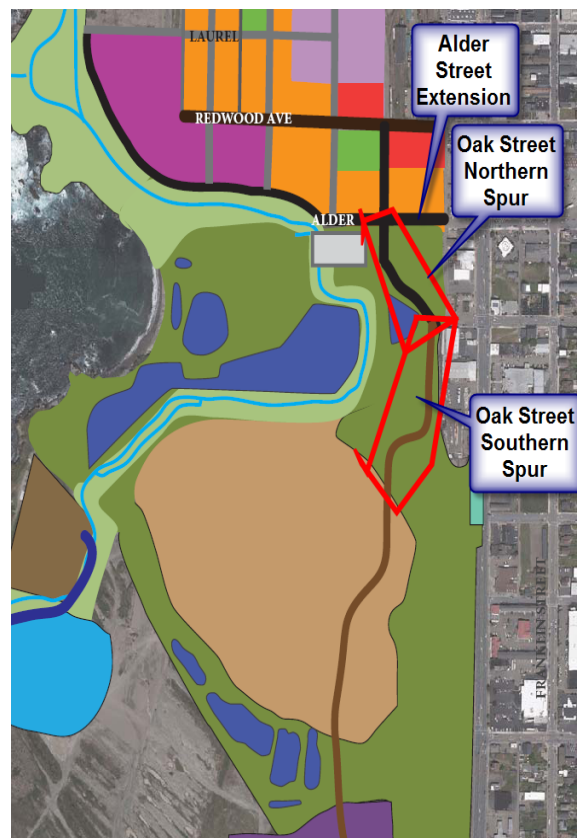 LAUREL
Alder
Street
Extension
REDWOOD AVE
Oak Street
Northern
Spur
ALDER
Oak Street
Southern
Spur
FRANKLIN STREET